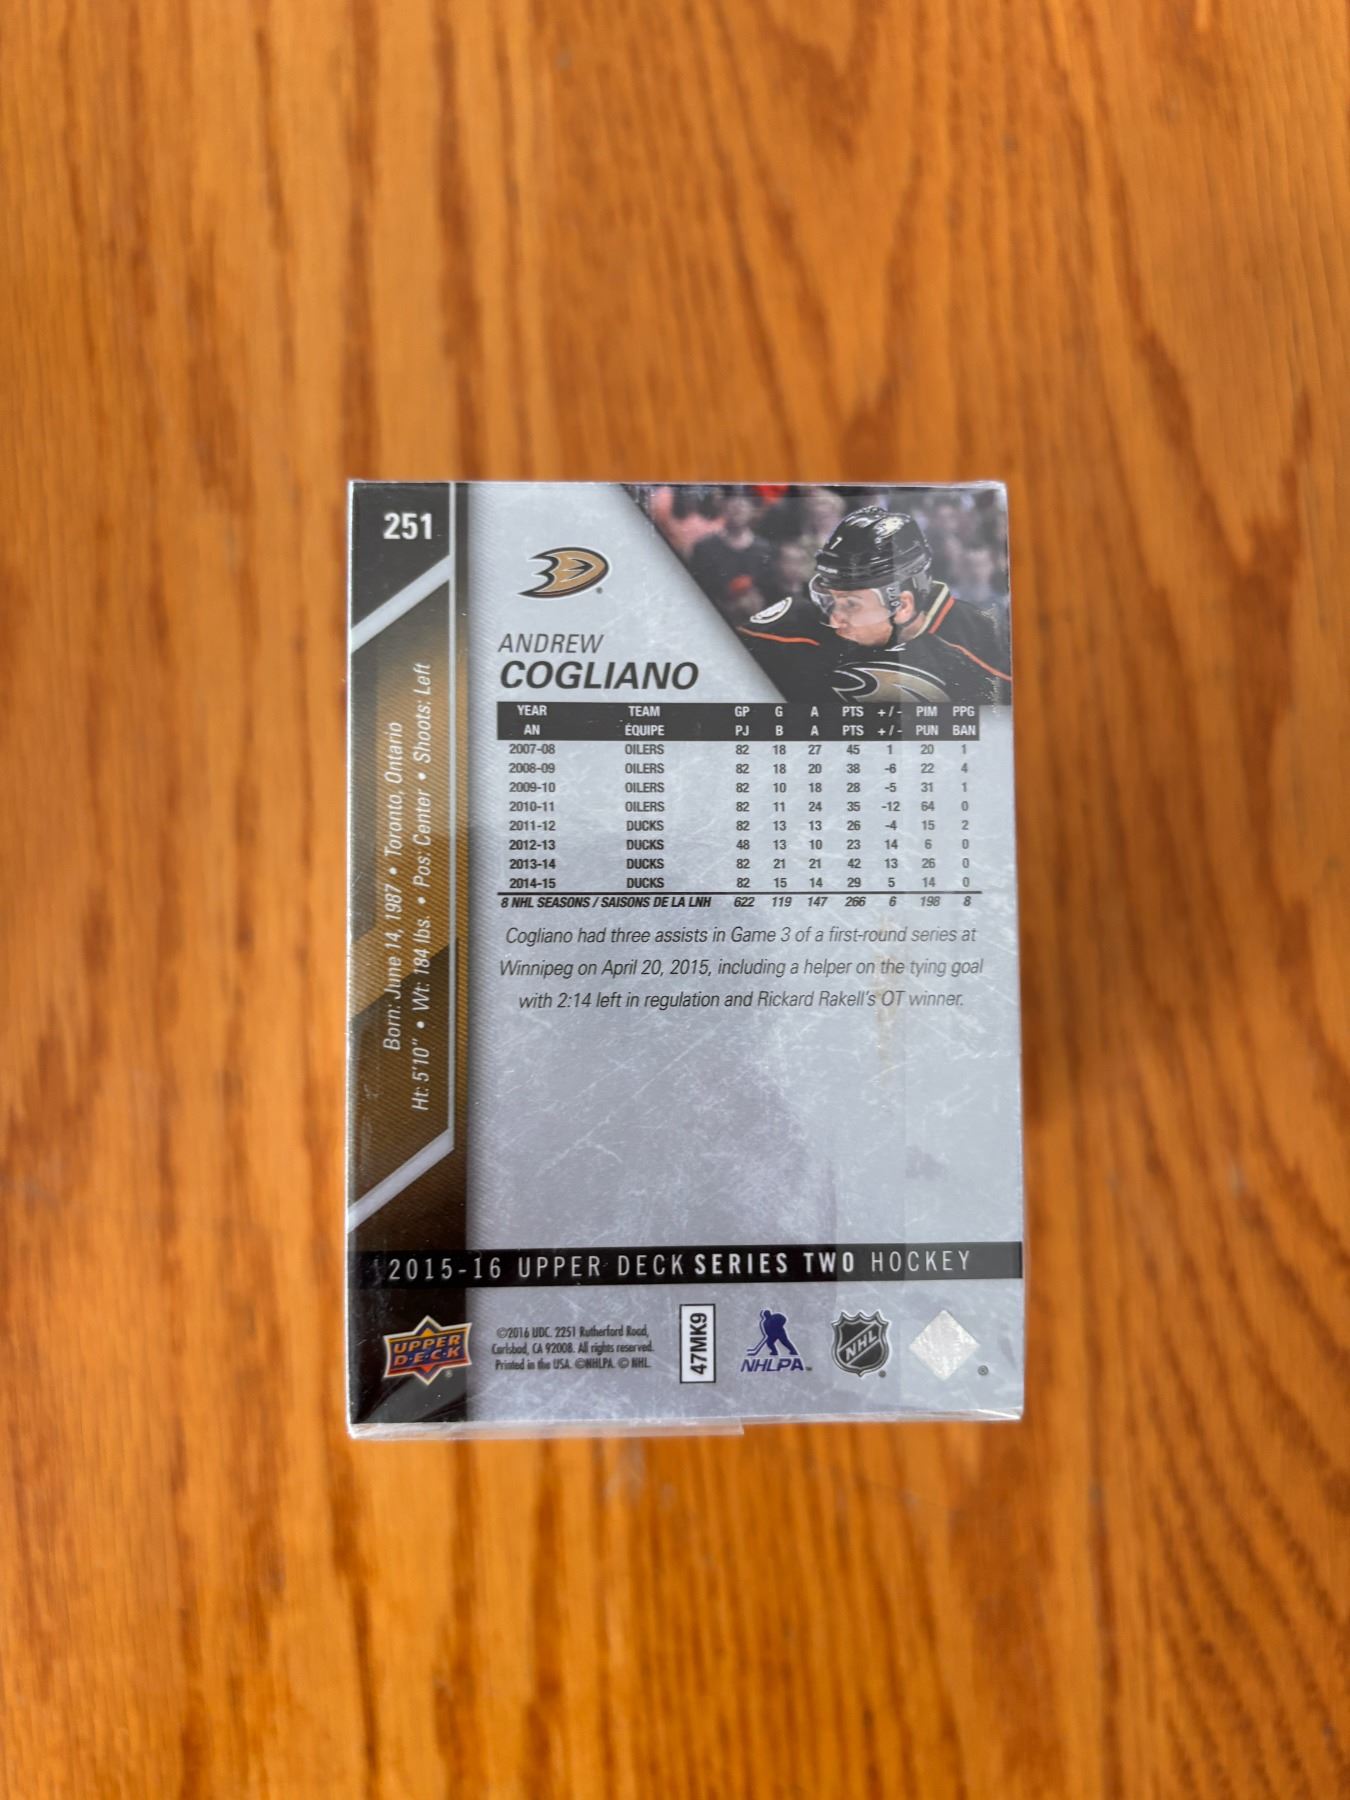 251
ANDREW
COGLIANO
7
Born: June 14, 1987 • Toronto, Ontario
Ht: 5'10" • Wt: 184 lbs. • Pos: Center • Shoots: Left
YEAR TEAM GP G A PTS +/- PIM PPG
AN ÉQUIPE PJ B A PTS +/- PUN BAN
2007-08 OILERS 82 18 27 45 1 20 1
2008-09 OILERS 82 18 20 38 -6 22 4
2009-10 OILERS 82 10 18 28 -5 31 1
2010-11 OILERS 82 11 24 35 -12 64 0
2011-12 DUCKS 82 13 13 26 -4 15 2
2012-13 DUCKS 48 13 10 23 14 6 0
2013-14 DUCKS 82 21 21 42 13 26 0
2014-15 DUCKS 82 15 14 29 5 14 0
8 NHL SEASONS / SAISONS DE LA LNH 622 119 147 266 6 198 8
Cogliano had three assists in Game 3 of a first-round series at
Winnipeg on April 20, 2015, including a helper on the tying goal
with 2:14 left in regulation and Rickard Rakell's OT winner.
2015-16 UPPER DECK SERIES TWO HOCKEY
UPPER
D•E•C•K
®
©2016 UDC. 2251 Rutherford Road,
Carlsbad, CA 92008. All rights reserved.
Printed in the USA. ©NHLPA. © NHL.
47MK9
NHLPA™
NHL
®
®